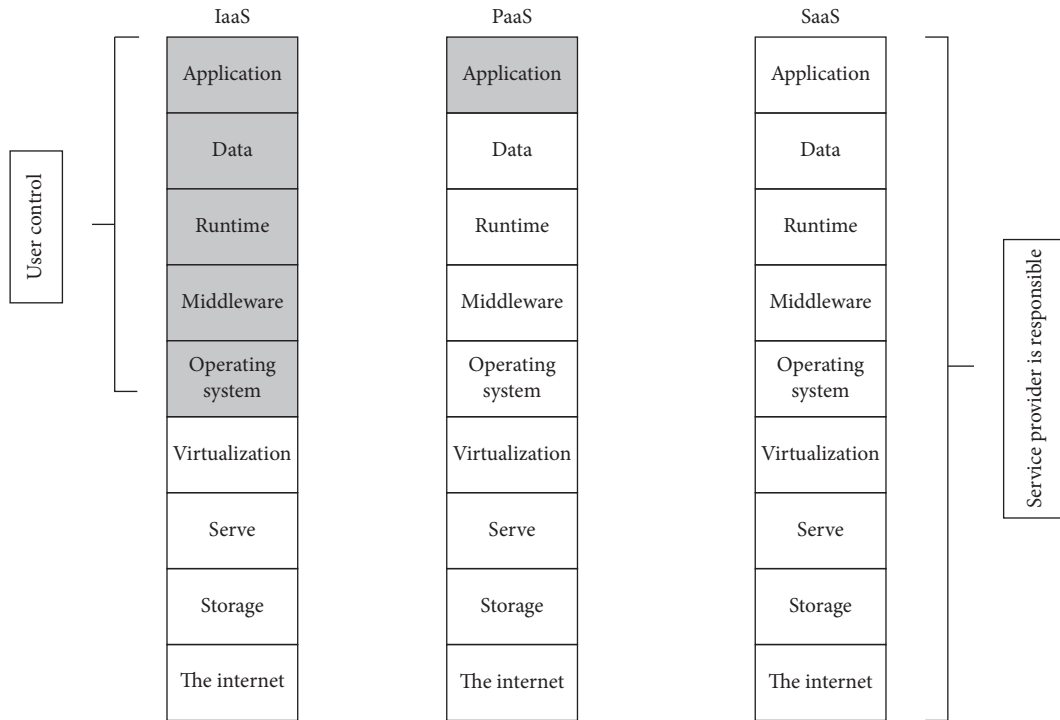 IaaS
PaaS
SaaS
User control
Application
Data
Runtime
Middleware
Operating
system
Virtualization
Serve
Storage
The internet
Application
Data
Runtime
Middleware
Operating
system
Virtualization
Serve
Storage
The internet
Application
Data
Runtime
Middleware
Operating
system
Virtualization
Serve
Storage
The internet
Service provider is responsible